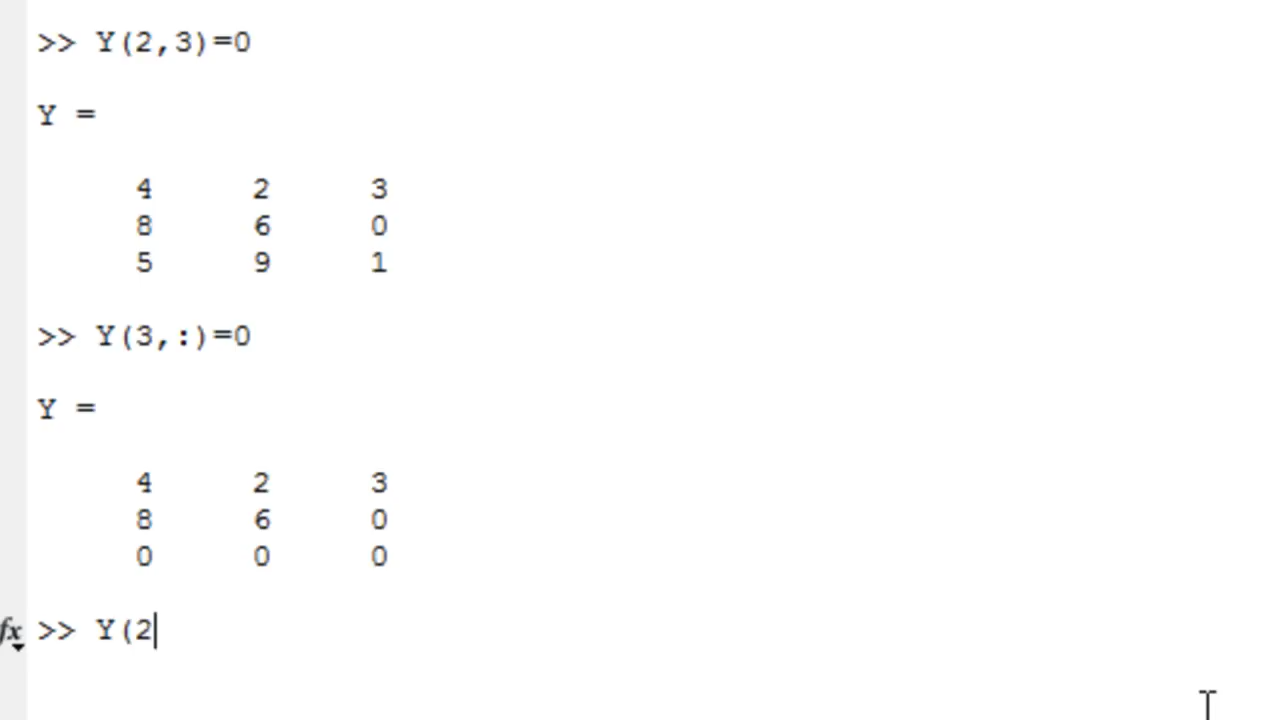 >> Y(2,3)=0
Y =
4 2 3
8 6 0
5 9 1
>> Y(3,:)=0
Y =
4 2 3
8 6 0
0 0 0
fx >> Y(2